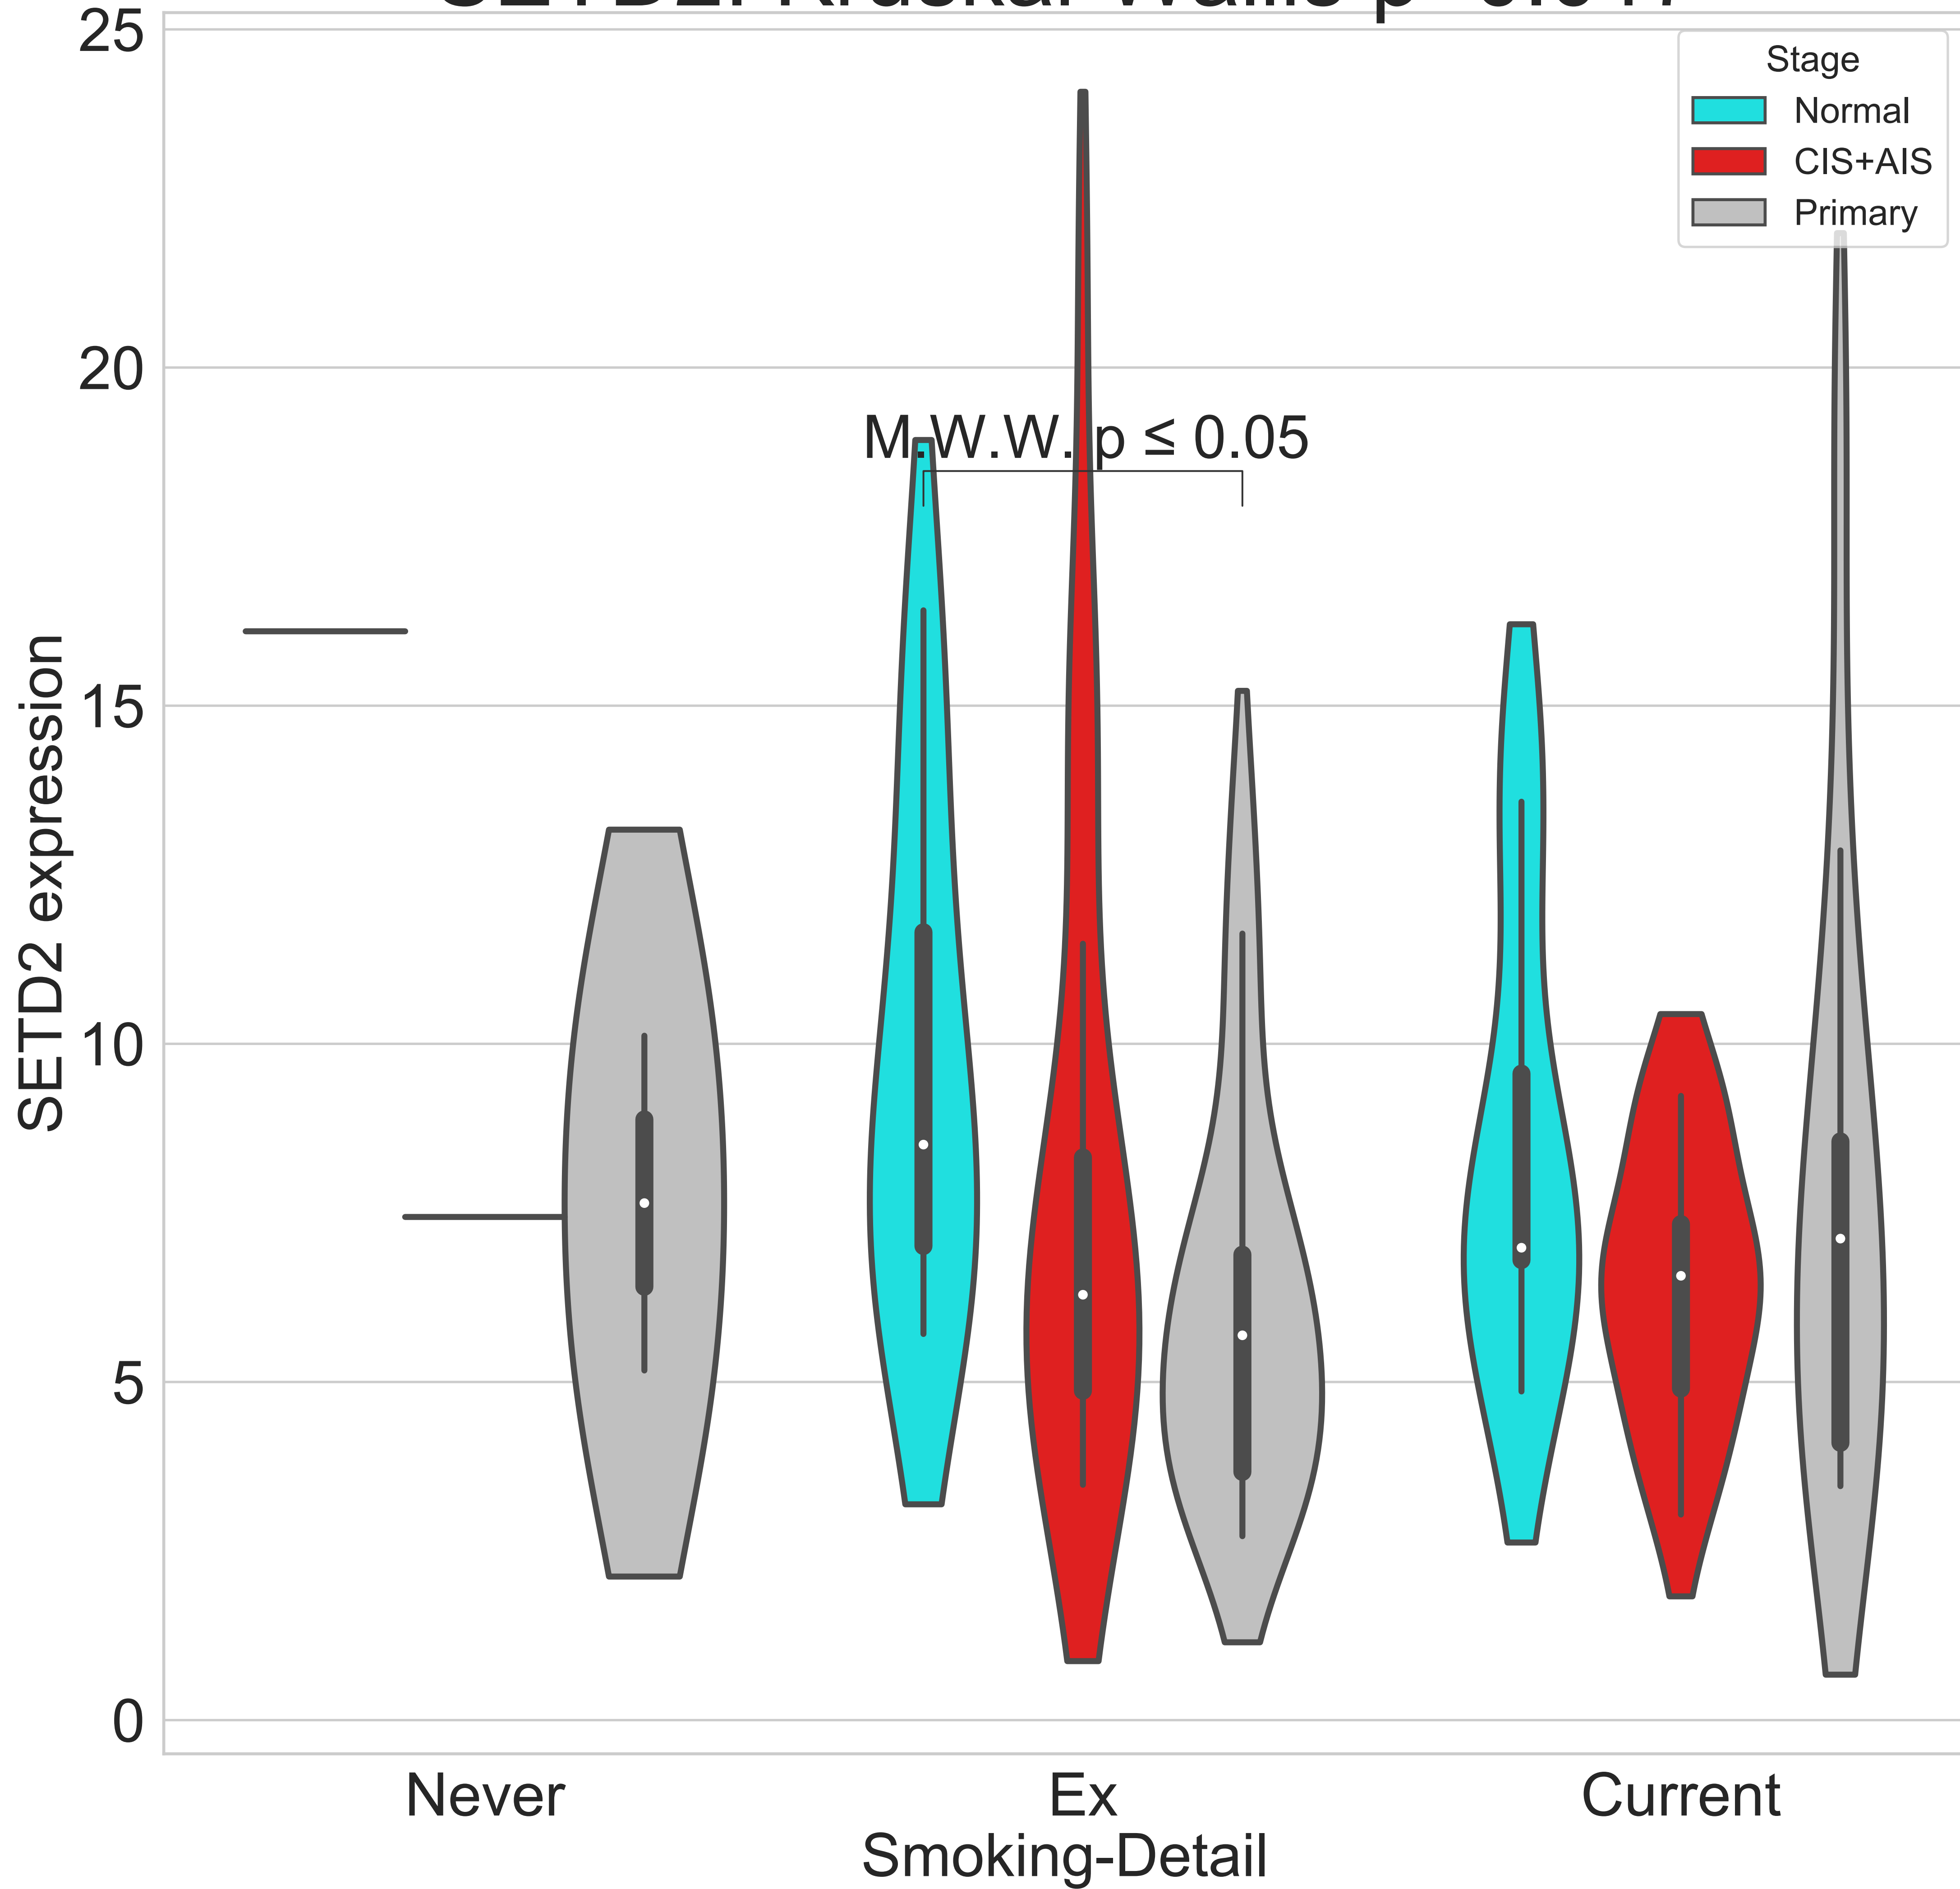 25
20
15
10
5
0
SETD2 expression
Stage
Normal
CIS+AIS
Primary
M.W.W. p ≤ 0.05
Never
Ex
Current
Smoking-Detail